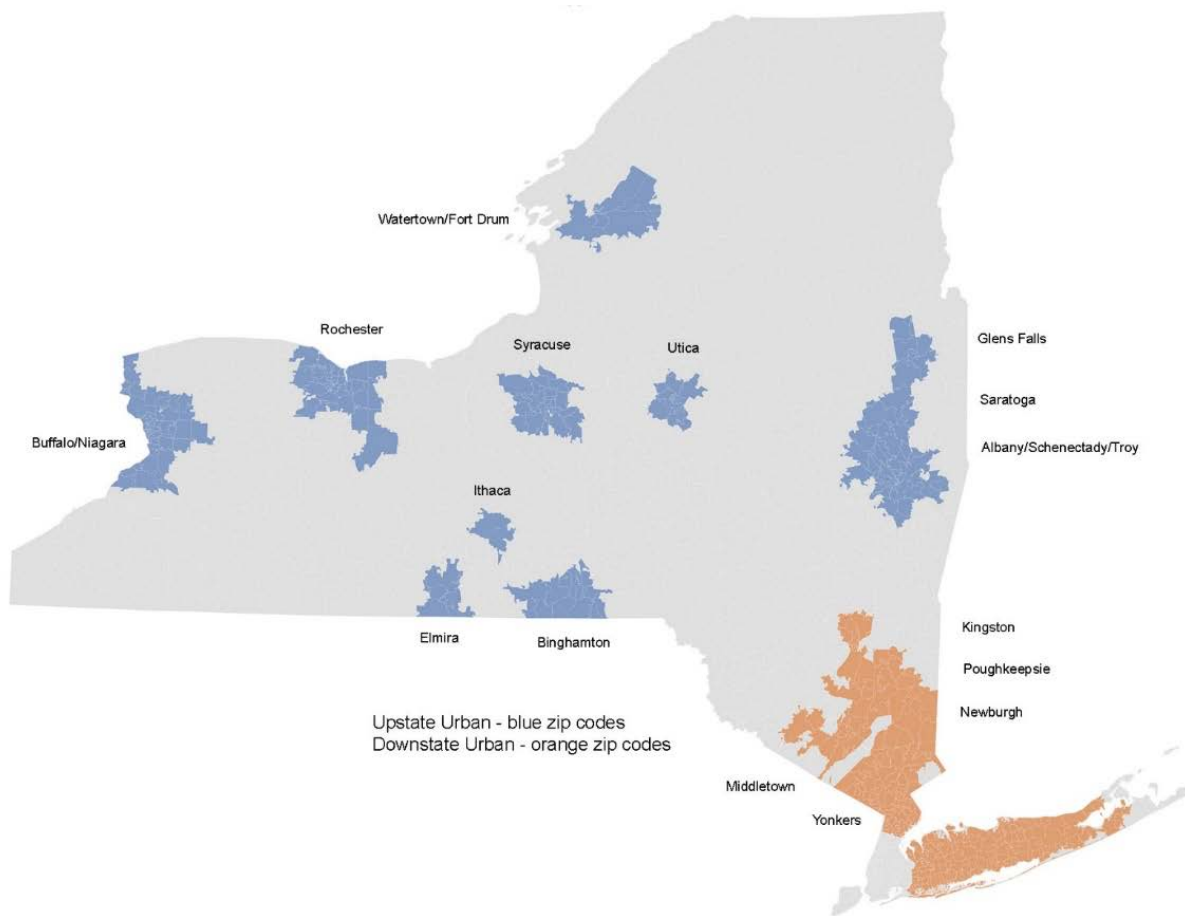 Watertown/Fort Drum
Rochester
Syracuse
Utica
Glens Falls
Saratoga
Buffalo/Niagara
Albany/Schenectady/Troy
Ithaca
Elmira
Binghamton
Kingston
Poughkeepsie
Newburgh
Upstate Urban - blue zip codes
Downstate Urban - orange zip codes
Middletown
Yonkers